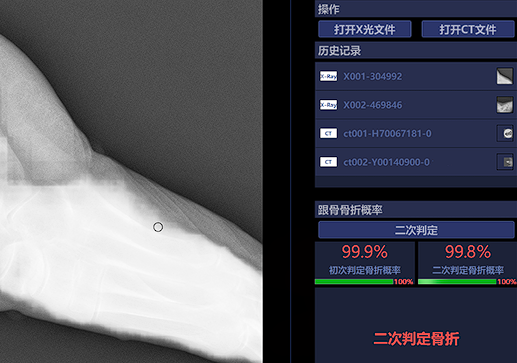 操作
打开X光文件 打开CT文件
历史记录
X-Ray X001-304992
X-Ray X002-469846
CT ct001-H70067181-0
CT ct002-Y00140900-0
跟骨骨折概率
二次判定
99.9% 99.8%
初次判定骨折概率 二次判定骨折概率
100% 100%
二次判定骨折